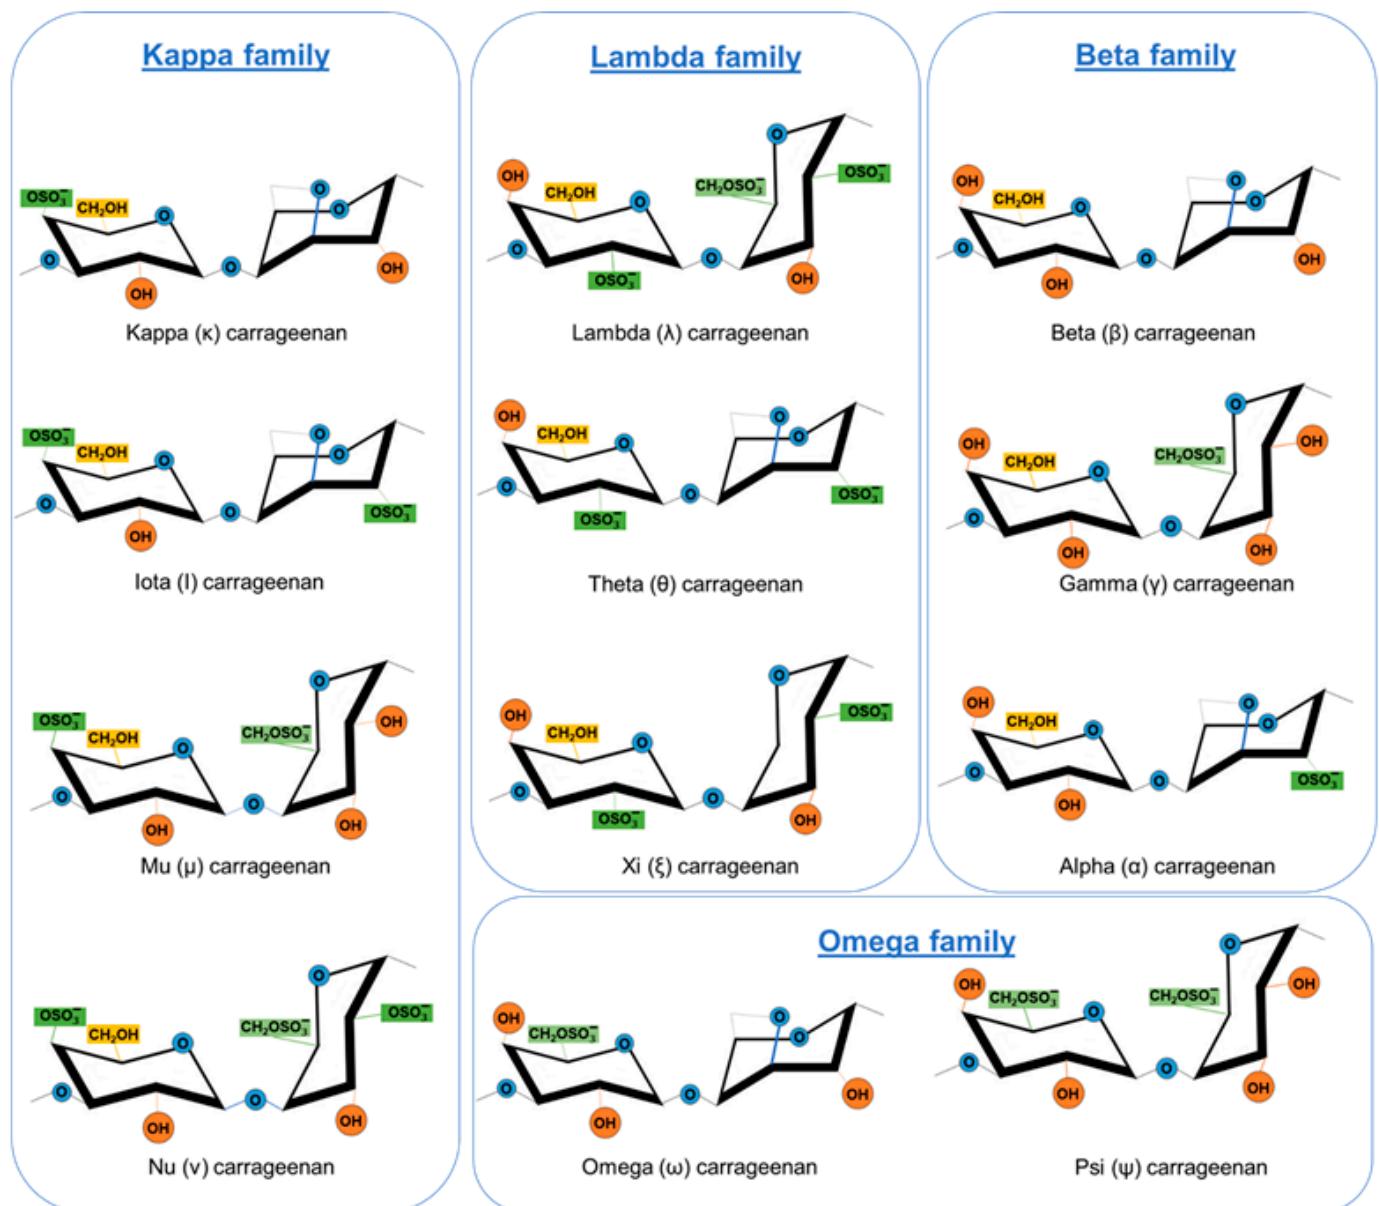 Kappa family
OSO₃⁻
CH₂OH
O
O
O
O
O
OH
OH
Kappa (κ) carrageenan
OSO₃⁻
CH₂OH
O
O
O
O
O
OH
OSO₃⁻
Iota (I) carrageenan
OSO₃⁻
CH₂OH
O
O
O
CH₂OSO₃⁻
O
OH
OH
OH
Mu (μ) carrageenan
OSO₃⁻
CH₂OH
O
O
O
CH₂OSO₃⁻
O
OSO₃⁻
OH
OH
Nu (ν) carrageenan
Lambda family
OH
CH₂OH
O
O
O
CH₂OSO₃⁻
O
OSO₃⁻
OSO₃⁻
OH
Lambda (λ) carrageenan
OH
CH₂OH
O
O
O
O
O
OSO₃⁻
OSO₃⁻
Theta (θ) carrageenan
OH
CH₂OH
O
O
O
O
OSO₃⁻
OSO₃⁻
OH
Xi (ξ) carrageenan
Beta family
OH
CH₂OH
O
O
O
O
O
OH
OH
Beta (β) carrageenan
OH
CH₂OH
O
O
O
CH₂OSO₃⁻
O
OH
OH
OH
Gamma (γ) carrageenan
OH
CH₂OH
O
O
O
O
O
OH
OSO₃⁻
Alpha (α) carrageenan
Omega family
OH
CH₂OSO₃⁻
O
O
O
O
O
OH
OH
Omega (ω) carrageenan
OH
CH₂OSO₃⁻
O
O
O
CH₂OSO₃⁻
O
OH
OH
OH
Psi (ψ) carrageenan